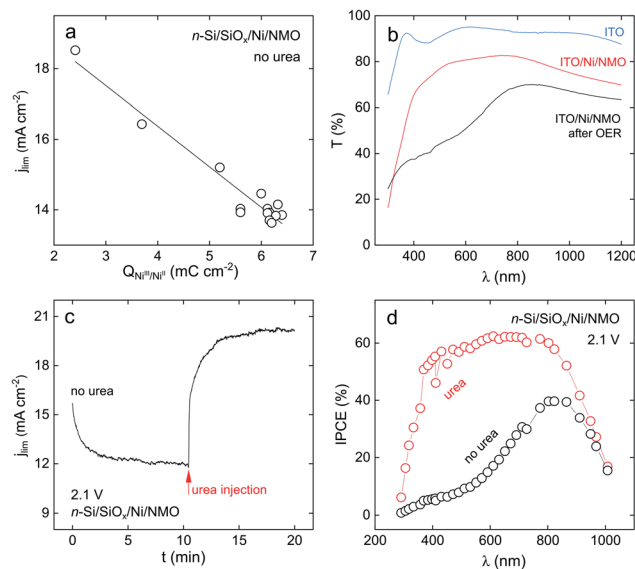 a
n-Si/SiOx/Ni/NMO
no urea
18
16
14
12
jlim (mA cm-2)
2
3
4
5
6
7
QNiIII/NiII (mC cm-2)
b
ITO
ITO/Ni/NMO
ITO/Ni/NMO
after OER
100
80
60
40
20
0
T (%)
400
600
800
1000
1200
λ (nm)
c
no urea
21
18
15
12
9
jlim (mA cm-2)
urea injection
2.1 V
n-Si/SiOx/Ni/NMO
0
5
10
15
20
t (min)
d
n-Si/SiOx/Ni/NMO
2.1 V
urea
no urea
80
60
40
20
0
IPCE (%)
200
400
600
800
1000
λ (nm)